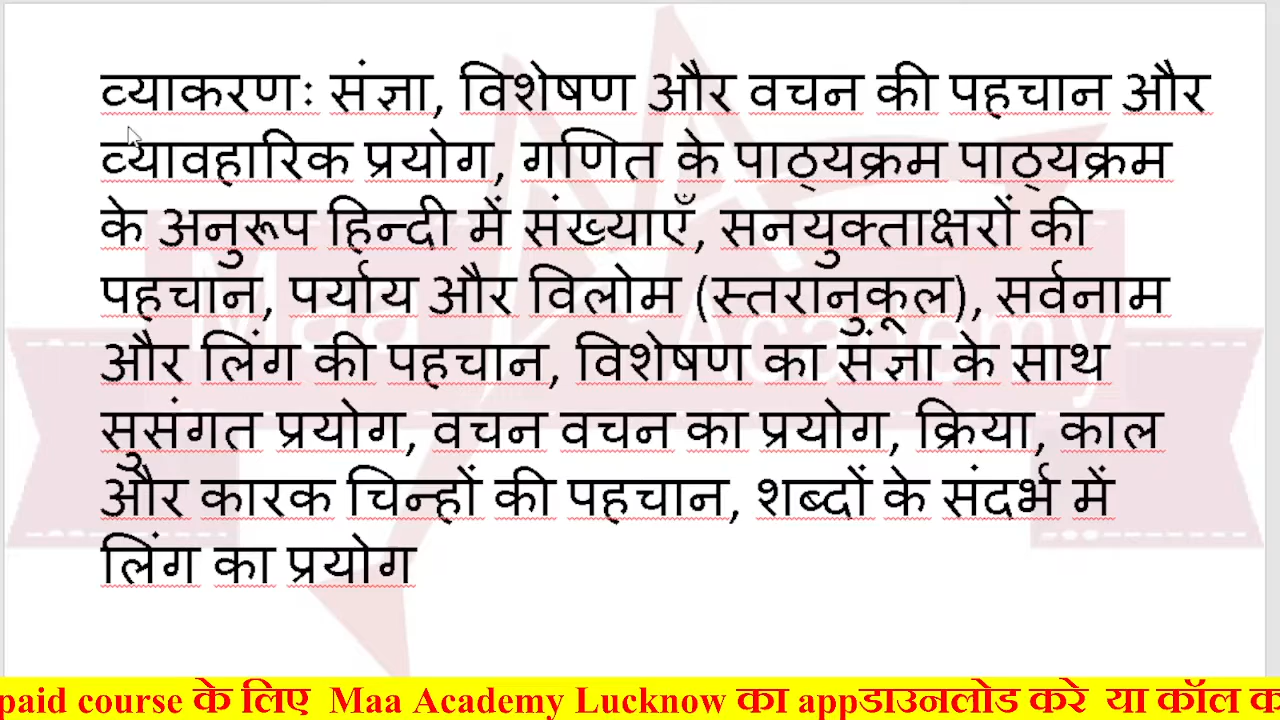 व्याकरणः संज्ञा, विशेषण और वचन की पहचान और
व्यावहारिक प्रयोग, गणित के पाठ्यक्रम पाठ्यक्रम
के अनुरूप हिन्दी में संख्याएँ, सनयुक्ताक्षरों की
पहचान, पर्याय और विलोम (स्तरानुकूल), सर्वनाम
और लिंग की पहचान, विशेषण का संज्ञा के साथ
सुसंगत प्रयोग, वचन वचन का प्रयोग, क्रिया, काल
और कारक चिन्हों की पहचान, शब्दों के संदर्भ में
लिंग का प्रयोग
Maa Academy
paid course के लिए Maa Academy Lucknow का appडाउनलोड करे या कॉल क